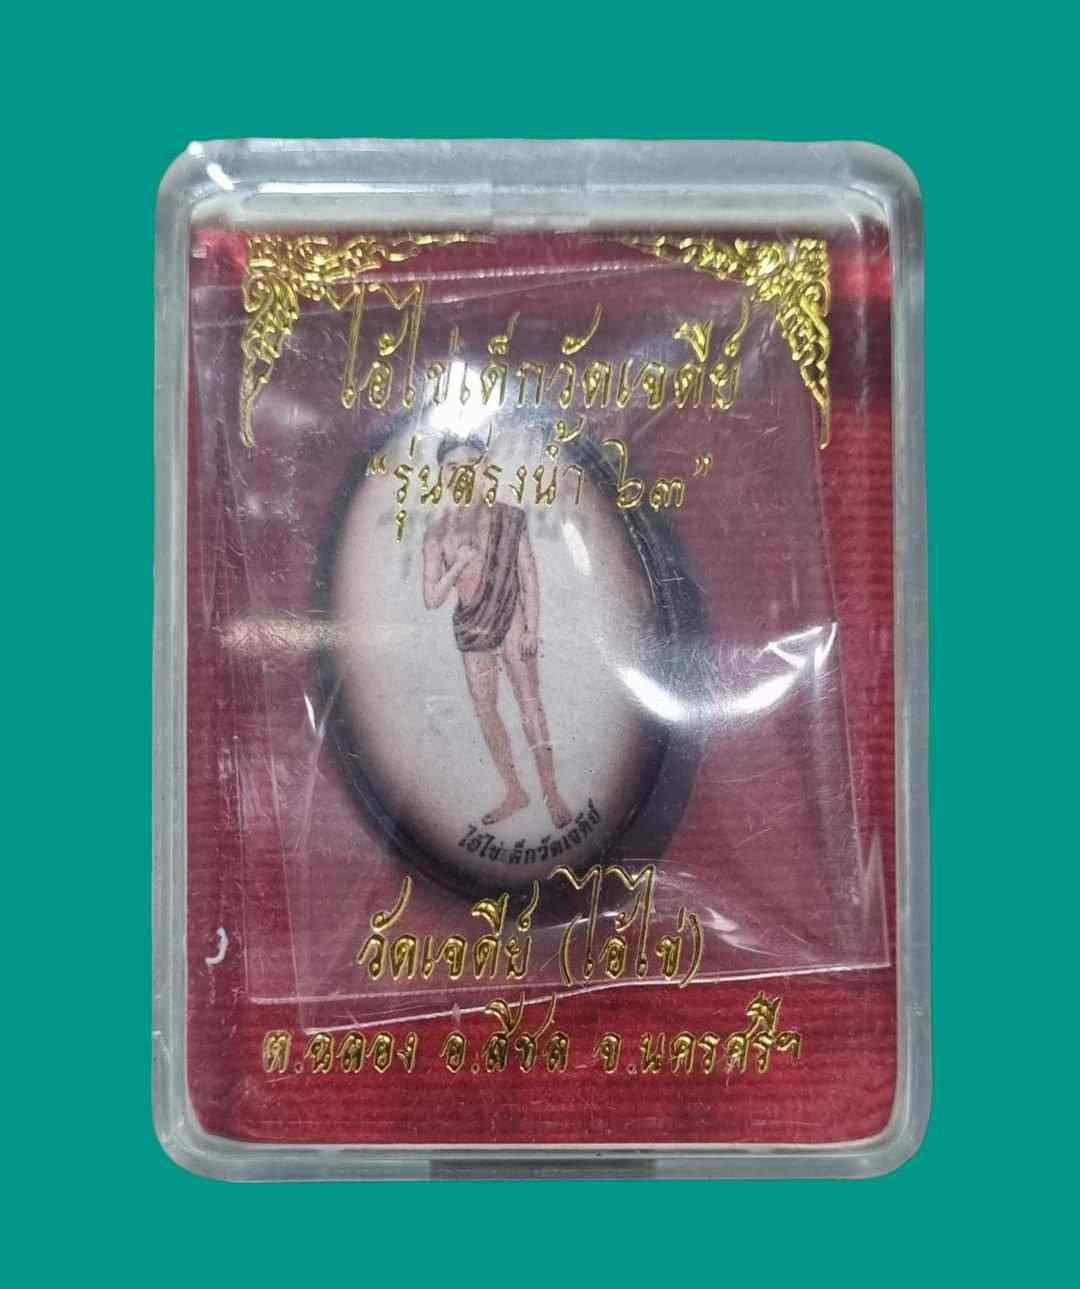 ไอ้ไข่เด็กวัดเจดีย์
“รุ่นสรงน้ำ ๖๓”
ไอ้ไข่ เด็กวัดเจดีย์
วัดเจดีย์ (ไอ้ไข่)
ต.ฉลอง อ.สิชล จ.นครศรีฯ